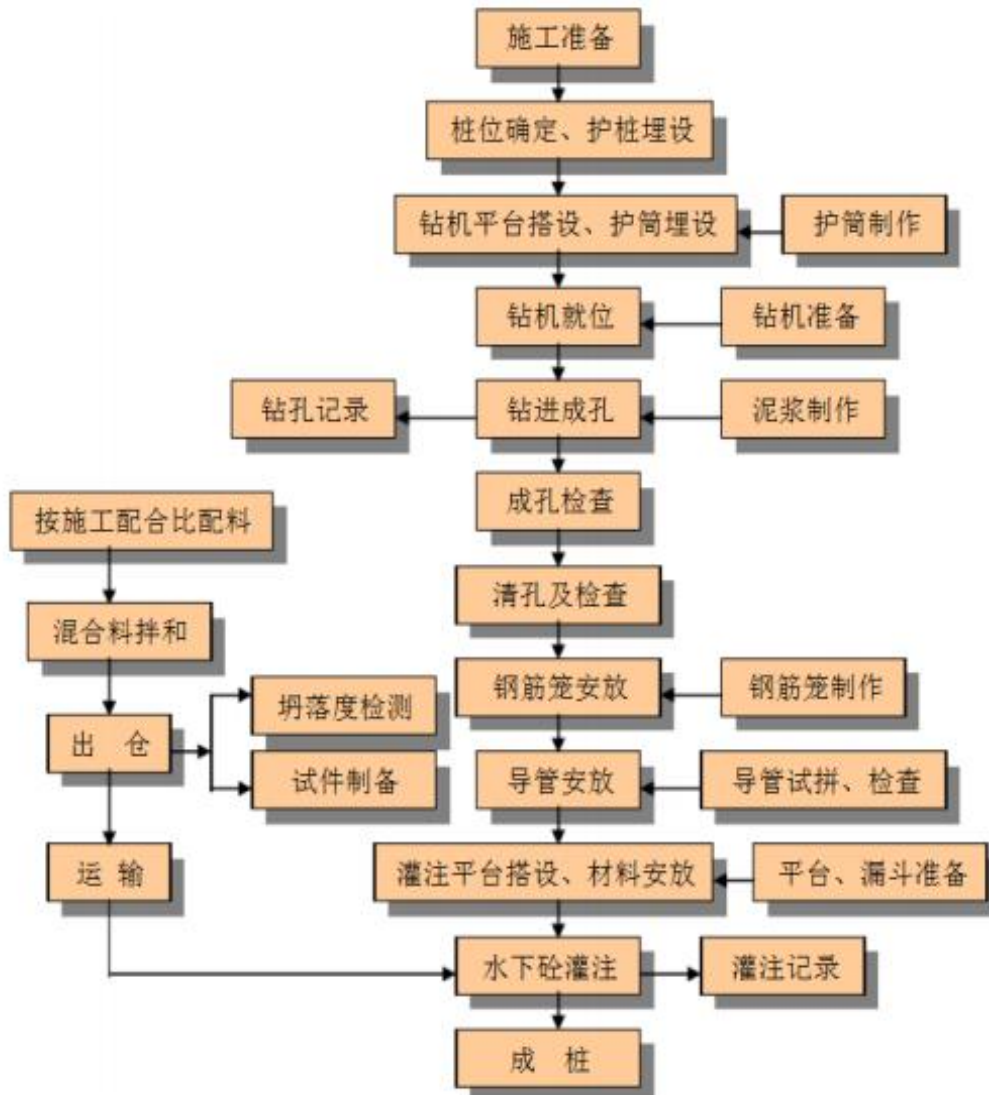 施工准备
桩位确定、护桩埋设
钻机平台搭设、护筒埋设
护筒制作
钻机就位
钻机准备
钻孔记录
钻进成孔
泥浆制作
成孔检查
按施工配合比配料
清孔及检查
混合料拌和
钢筋笼安放
钢筋笼制作
坍落度检测
出 仓
试件制备
导管安放
导管试拼、检查
运 输
灌注平台搭设、材料安放
平台、漏斗准备
水下砼灌注
灌注记录
成 桩